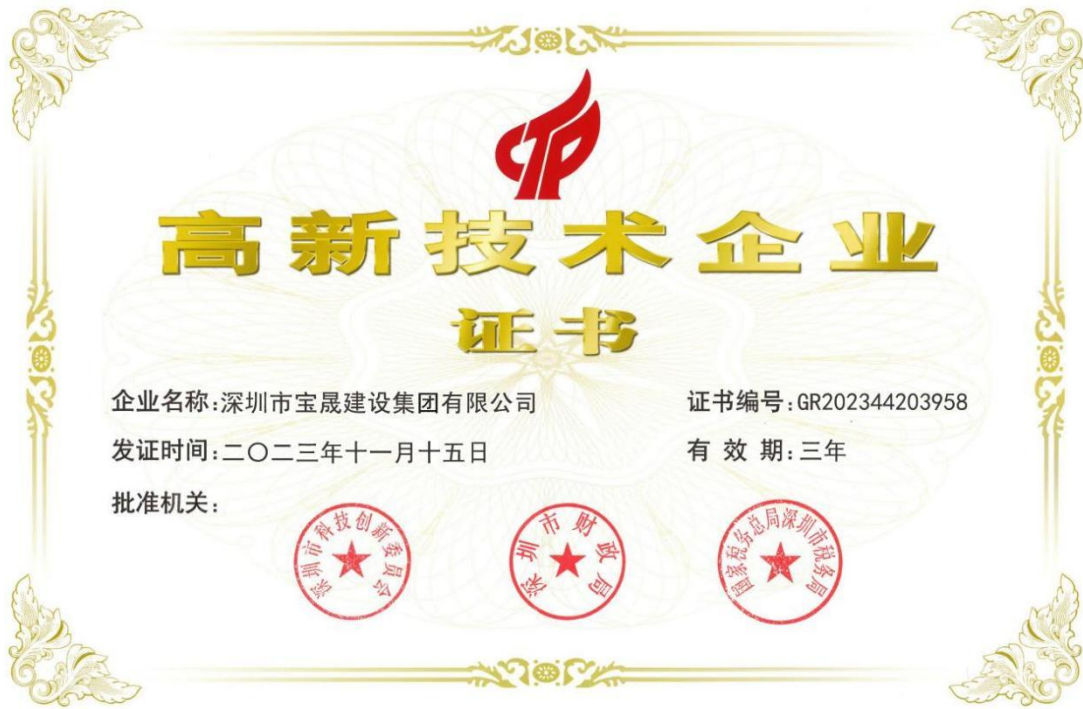 高新技术企业
证书
企业名称:深圳市宝晟建设集团有限公司
证书编号:GR202344203958
发证时间:二〇二三年十一月十五日
有效期:三年
批准机关:
深圳市科技创新委员会
深圳市财政局
国家税务总局深圳市税务局